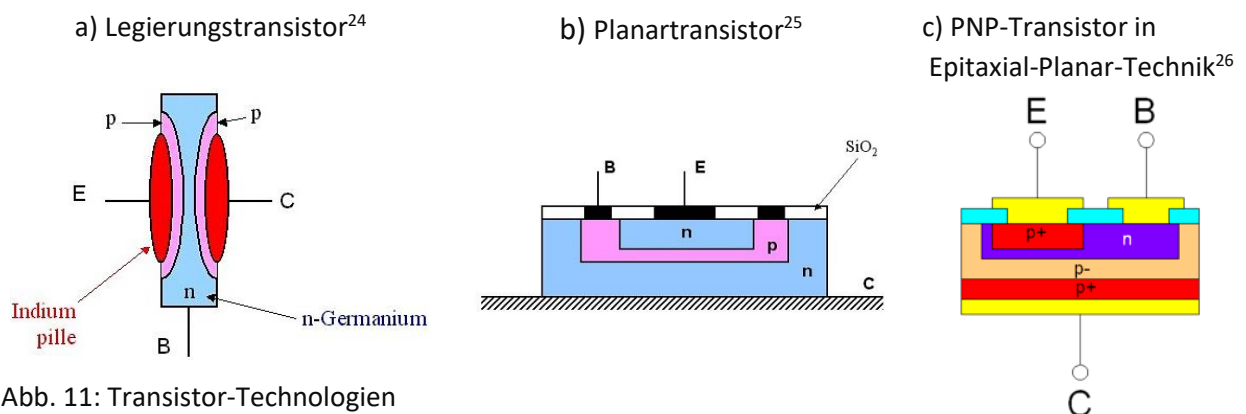 a) Legierungstransistor²⁴
p
p
E
C
n
Indium
pille
n-Germanium
B
b) Planartransistor²⁵
SiO₂
B
E
n
p
n
C
c) PNP-Transistor in
Epitaxial-Planar-Technik²⁶
E
B
p+
n
p-
p+
C
Abb. 11: Transistor-Technologien